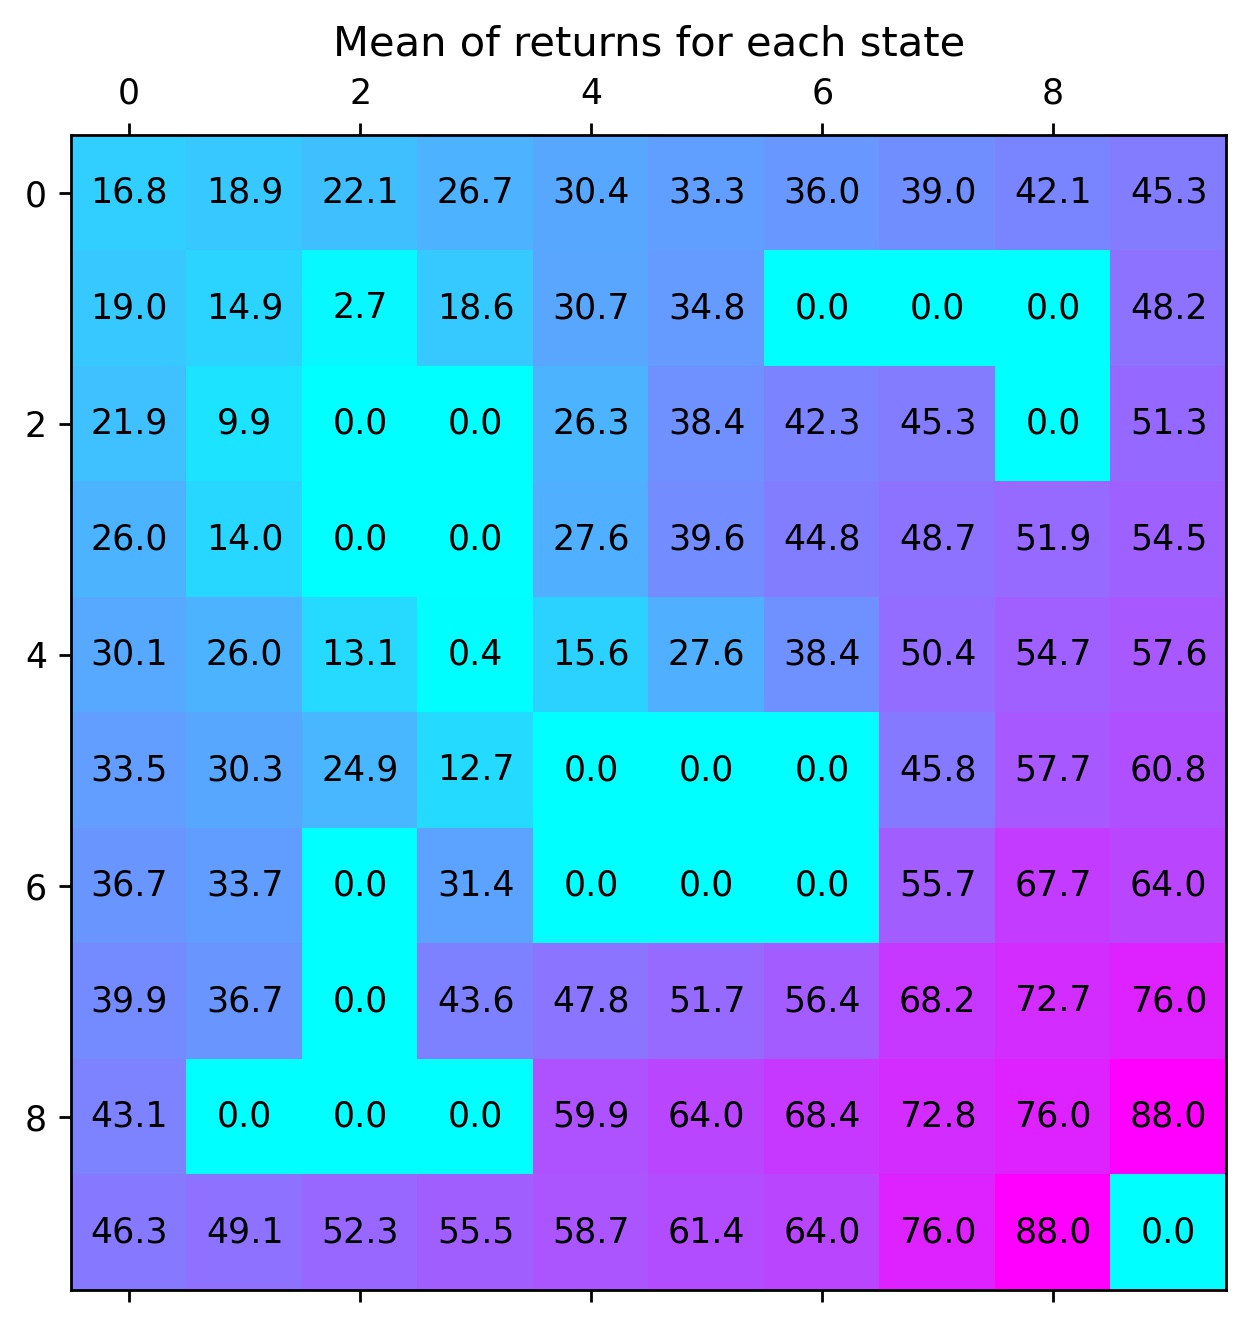 Mean of returns for each state
0 2 4 6 8
0 16.8 18.9 22.1 26.7 30.4 33.3 36.0 39.0 42.1 45.3
19.0 14.9 2.7 18.6 30.7 34.8 0.0 0.0 0.0 48.2
2 21.9 9.9 0.0 0.0 26.3 38.4 42.3 45.3 0.0 51.3
26.0 14.0 0.0 0.0 27.6 39.6 44.8 48.7 51.9 54.5
4 30.1 26.0 13.1 0.4 15.6 27.6 38.4 50.4 54.7 57.6
33.5 30.3 24.9 12.7 0.0 0.0 0.0 45.8 57.7 60.8
6 36.7 33.7 0.0 31.4 0.0 0.0 0.0 55.7 67.7 64.0
39.9 36.7 0.0 43.6 47.8 51.7 56.4 68.2 72.7 76.0
8 43.1 0.0 0.0 0.0 59.9 64.0 68.4 72.8 76.0 88.0
46.3 49.1 52.3 55.5 58.7 61.4 64.0 76.0 88.0 0.0